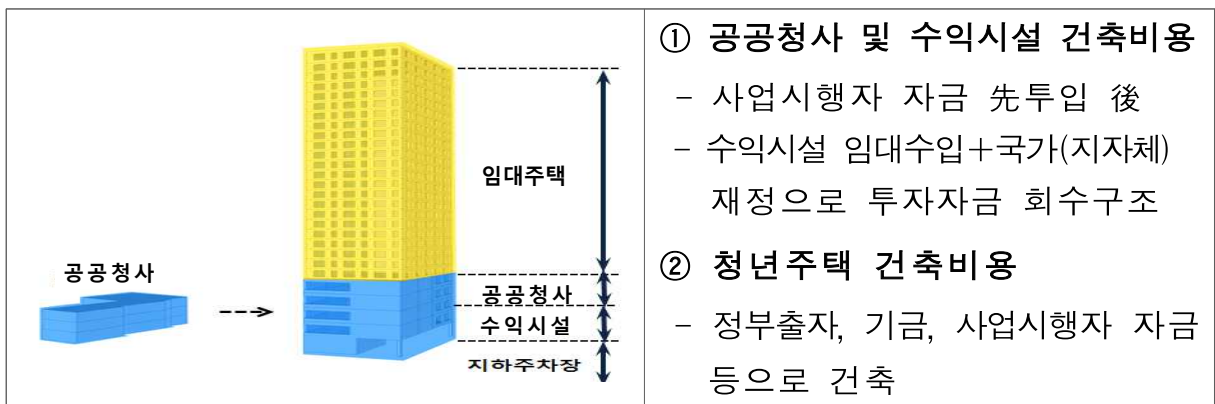 공공청사
임대주택
공공청사
수익시설
지하주차장
① 공공청사 및 수익시설 건축비용
- 사업시행자 자금 先투입 後
- 수익시설 임대수입+국가(지자체)
재정으로 투자자금 회수구조
② 청년주택 건축비용
- 정부출자, 기금, 사업시행자 자금
등으로 건축